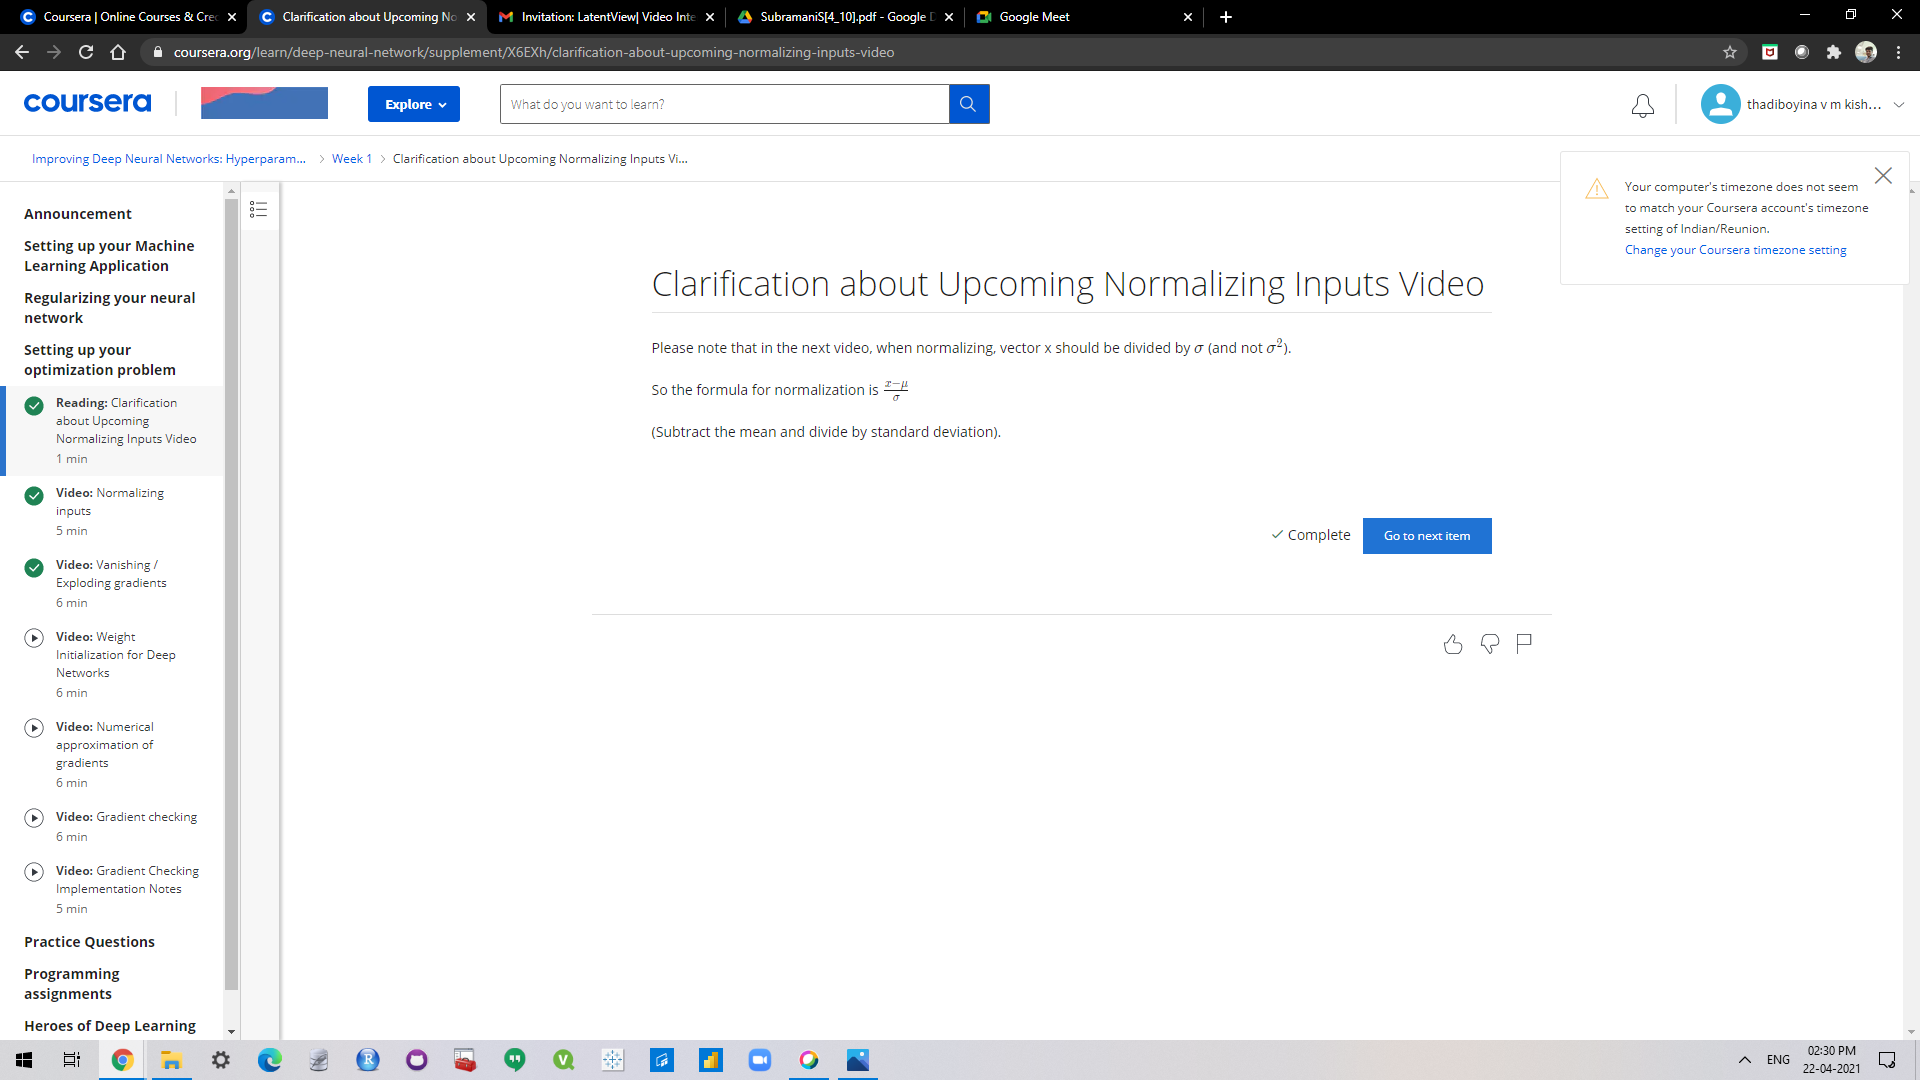 Coursera | Online Courses & Cre
Clarification about Upcoming No
Invitation: LatentView| Video Inte
SubramaniS[4_10].pdf - Google D
Google Meet
coursera.org/learn/deep-neural-network/supplement/X6EXh/clarification-about-upcoming-normalizing-inputs-video
coursera
Explore
What do you want to learn?
thadiboyina v m kish...
Improving Deep Neural Networks: Hyperparam... > Week 1 > Clarification about Upcoming Normalizing Inputs Vi...
Your computer's timezone does not seem
to match your Coursera account's timezone
setting of Indian/Reunion.
Change your Coursera timezone setting
Announcement
Setting up your Machine
Learning Application
Regularizing your neural
network
Setting up your
optimization problem
Reading: Clarification
about Upcoming
Normalizing Inputs Video
1 min
Video: Normalizing
inputs
5 min
Video: Vanishing /
Exploding gradients
6 min
Video: Weight
Initialization for Deep
Networks
6 min
Video: Numerical
approximation of
gradients
6 min
Video: Gradient checking
6 min
Video: Gradient Checking
Implementation Notes
5 min
Practice Questions
Programming
assignments
Heroes of Deep Learning
Clarification about Upcoming Normalizing Inputs Video
Please note that in the next video, when normalizing, vector x should be divided by σ (and not σ²).
So the formula for normalization is x−μ/σ
(Subtract the mean and divide by standard deviation).
Complete
Go to next item
ENG
02:30 PM
22-04-2021